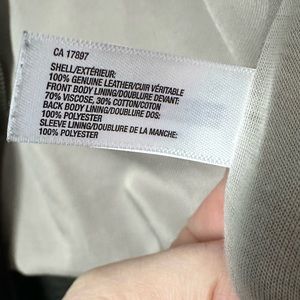 CA 17897
SHELL/EXTÉRIEUR:
100% GENUINE LEATHER/CUIR VÉRITABLE
FRONT BODY LINING/DOUBLURE DEVANT:
70% VISCOSE, 30% COTTON/COTON
BACK BODY LINING/DOUBLURE DOS:
100% POLYESTER
SLEEVE LINING/DOUBLURE DE LA MANCHE:
100% POLYESTER